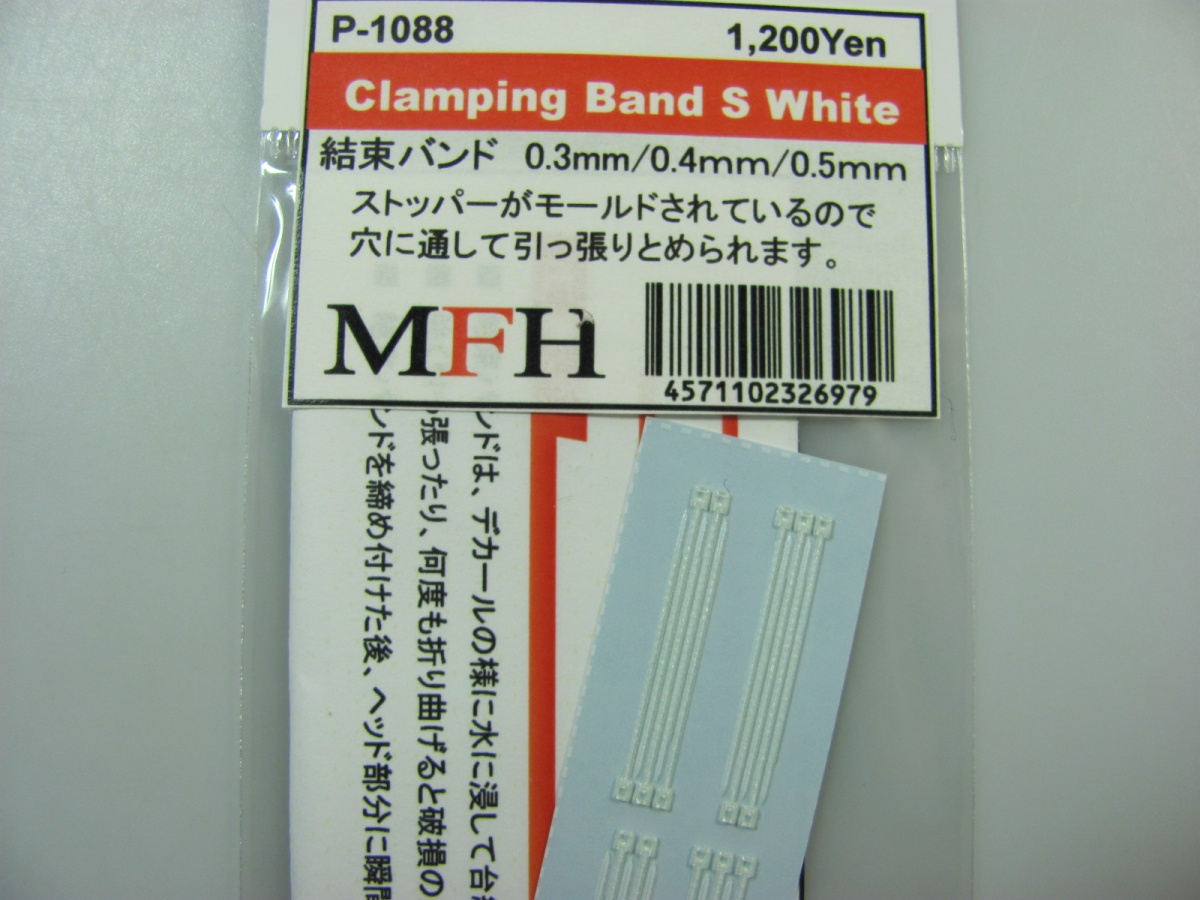 P-1088 1,200Yen
Clamping Band S White
結束バンド 0.3mm/0.4mm/0.5mm
ストッパーがモールドされているので
穴に通して引っ張りとめられます。
MFH
4571102326979
ンドは、デカールの様に水に浸して台
張ったり、何度も折り曲げると破損の
ンドを締め付けた後、ヘッド部分に瞬